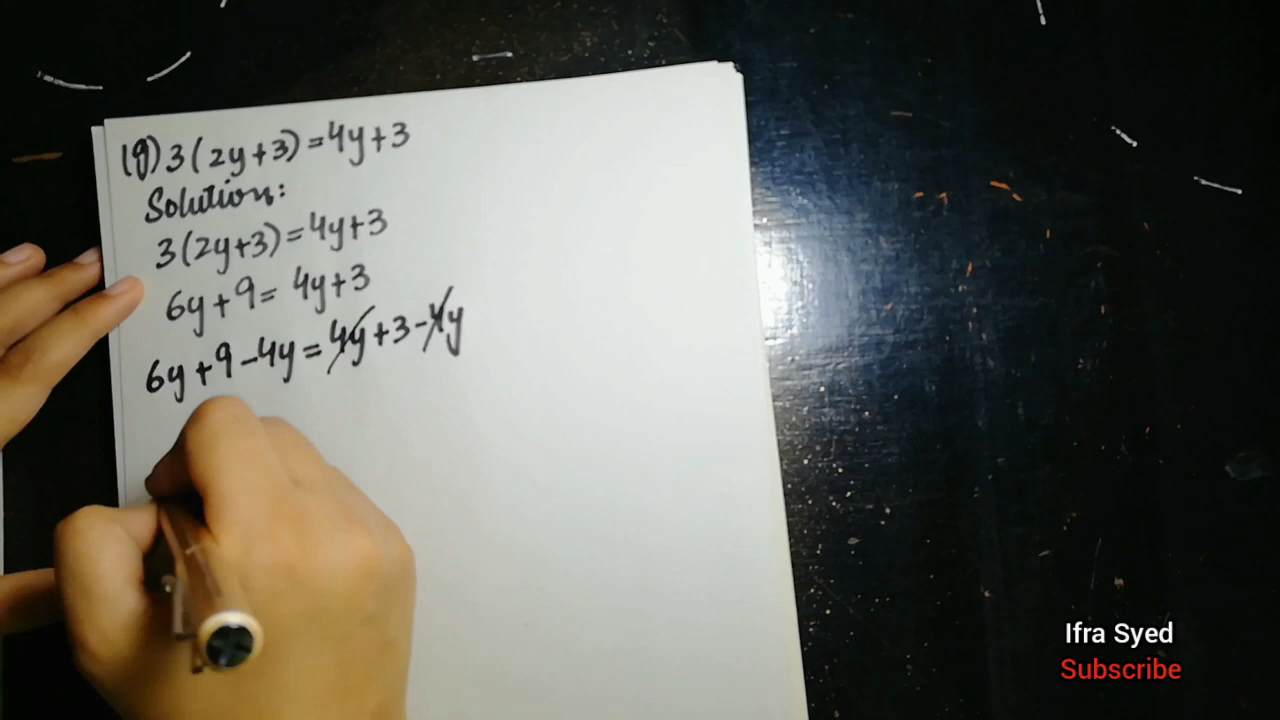 (g) 3(2y+3)=4y+3
Solution:
3(2y+3)=4y+3
6y+9= 4y+3
6y+9-4y=4y+3-4y
Ifra Syed
Subscribe